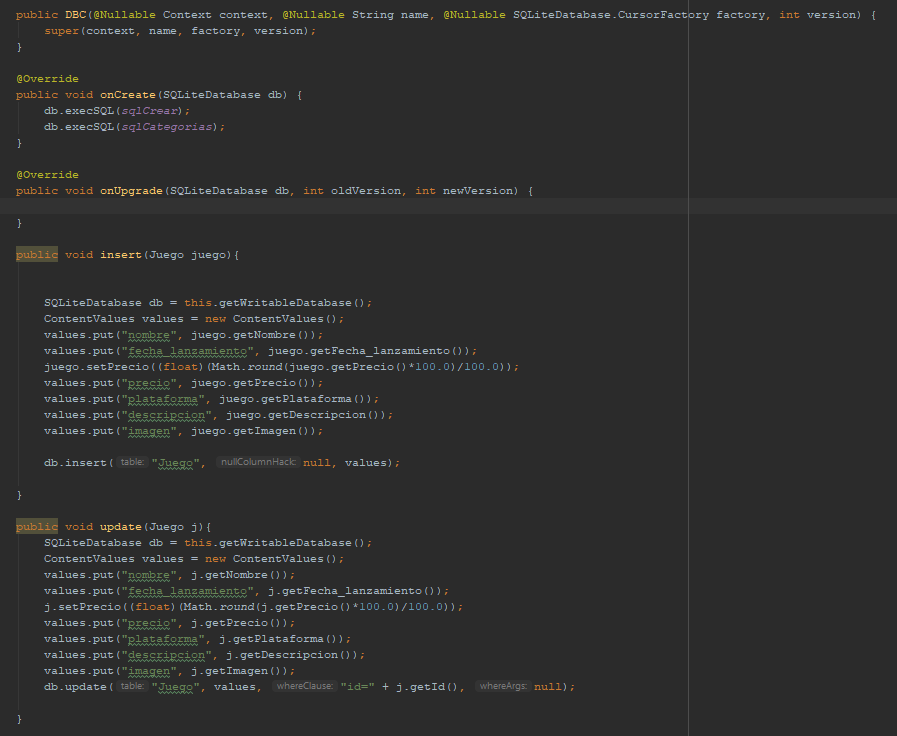 public DBC(@Nullable Context context, @Nullable String name, @Nullable SQLiteDatabase.CursorFactory factory, int version) {
super(context, name, factory, version);
}
@Override
public void onCreate(SQLiteDatabase db) {
db.execSQL(sqlCrear);
db.execSQL(sqlCategorias);
}
@Override
public void onUpgrade(SQLiteDatabase db, int oldVersion, int newVersion) {
}
public void insert(Juego juego){
SQLiteDatabase db = this.getWritableDatabase();
ContentValues values = new ContentValues();
values.put("nombre", juego.getNombre());
values.put("fecha_lanzamiento", juego.getFecha_lanzamiento());
juego.setPrecio((float)(Math.round(juego.getPrecio()*100.0)/100.0));
values.put("precio", juego.getPrecio());
values.put("plataforma", juego.getPlataforma());
values.put("descripcion", juego.getDescripcion());
values.put("imagen", juego.getImagen());
db.insert( table: "Juego", nullColumnHack: null, values);
}
public void update(Juego j){
SQLiteDatabase db = this.getWritableDatabase();
ContentValues values = new ContentValues();
values.put("nombre", j.getNombre());
values.put("fecha_lanzamiento", j.getFecha_lanzamiento());
j.setPrecio((float)(Math.round(j.getPrecio()*100.0)/100.0));
values.put("precio", j.getPrecio());
values.put("plataforma", j.getPlataforma());
values.put("descripcion", j.getDescripcion());
values.put("imagen", j.getImagen());
db.update( table: "Juego", values, whereClause: "id=" + j.getId(), whereArgs: null);
}